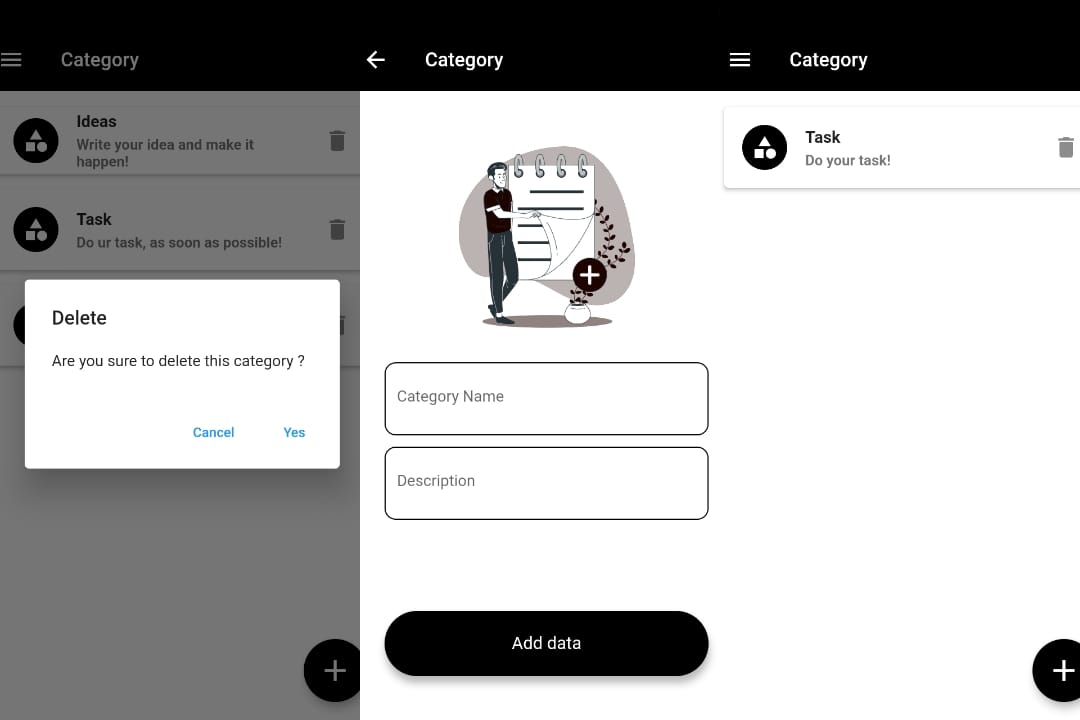 Category
Ideas
Write your idea and make it
happen!
Task
Do ur task, as soon as possible!
Delete
Are you sure to delete this category ?
Cancel
Yes
Category
Category Name
Description
Add data
Category
Task
Do your task!